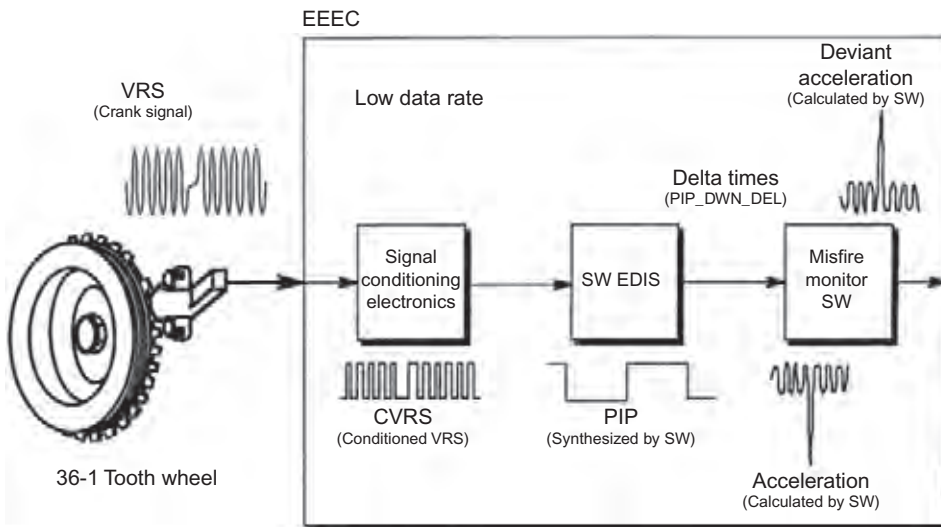 EEEC
VRS
(Crank signal)
Low data rate
Deviant
acceleration
(Calculated by SW)
Delta times
(PIP_DWN_DEL)
Signal
conditioning
electronics
SW EDIS
Misfire
monitor
SW
CVRS
(Conditioned VRS)
PIP
(Synthesized by SW)
36-1 Tooth wheel
Acceleration
(Calculated by SW)